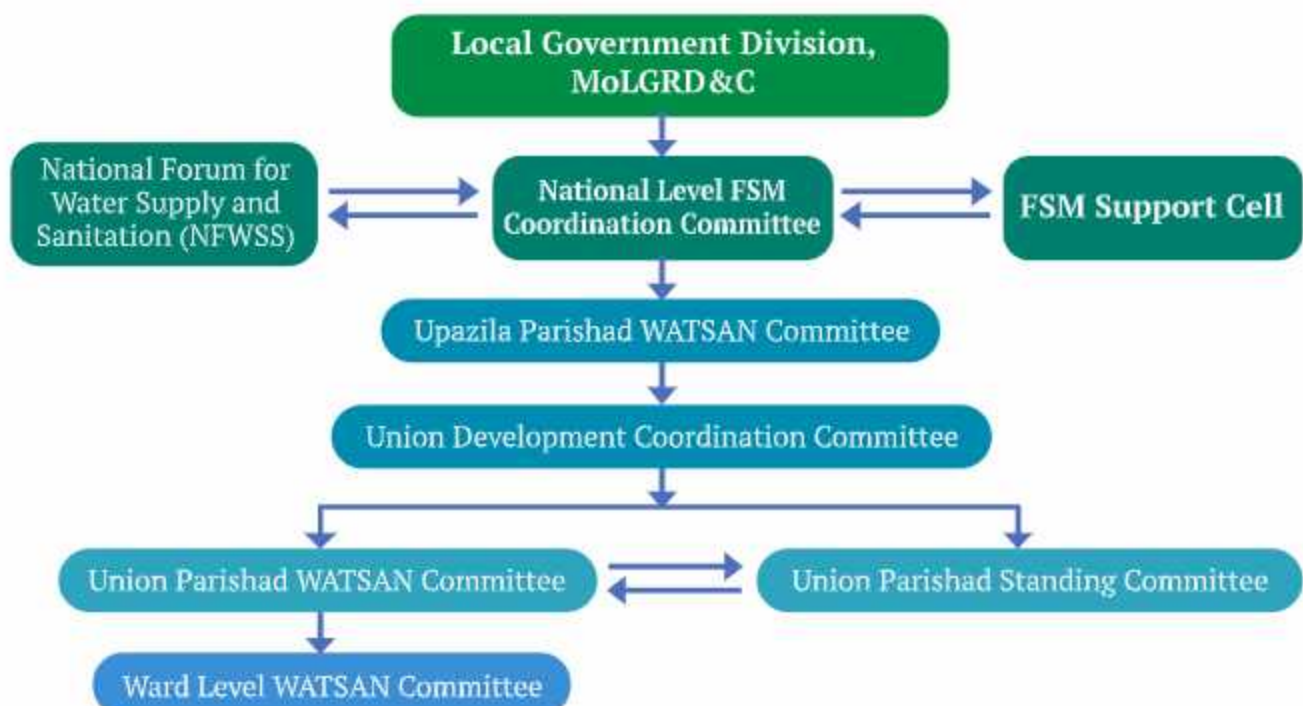 Local Government Division,
MoLGRD&C
National Forum for
Water Supply and
Sanitation (NFWSS)
National Level FSM
Coordination Committee
FSM Support Cell
Upazila Parishad WATSAN Committee
Union Development Coordination Committee
Union Parishad WATSAN Committee
Union Parishad Standing Committee
Ward Level WATSAN Committee